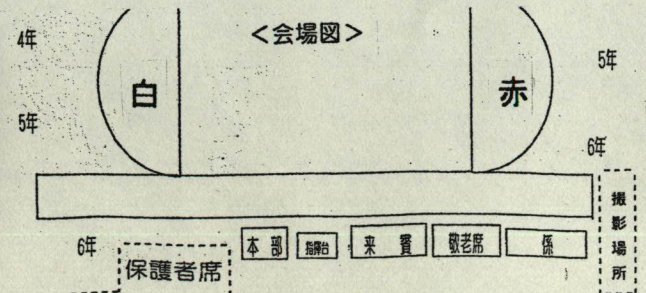 <会場図>
4年
5年
白
赤
5年
6年
撮影場所
6年
保護者席
本部
指揮台
来賓
敬老席
係